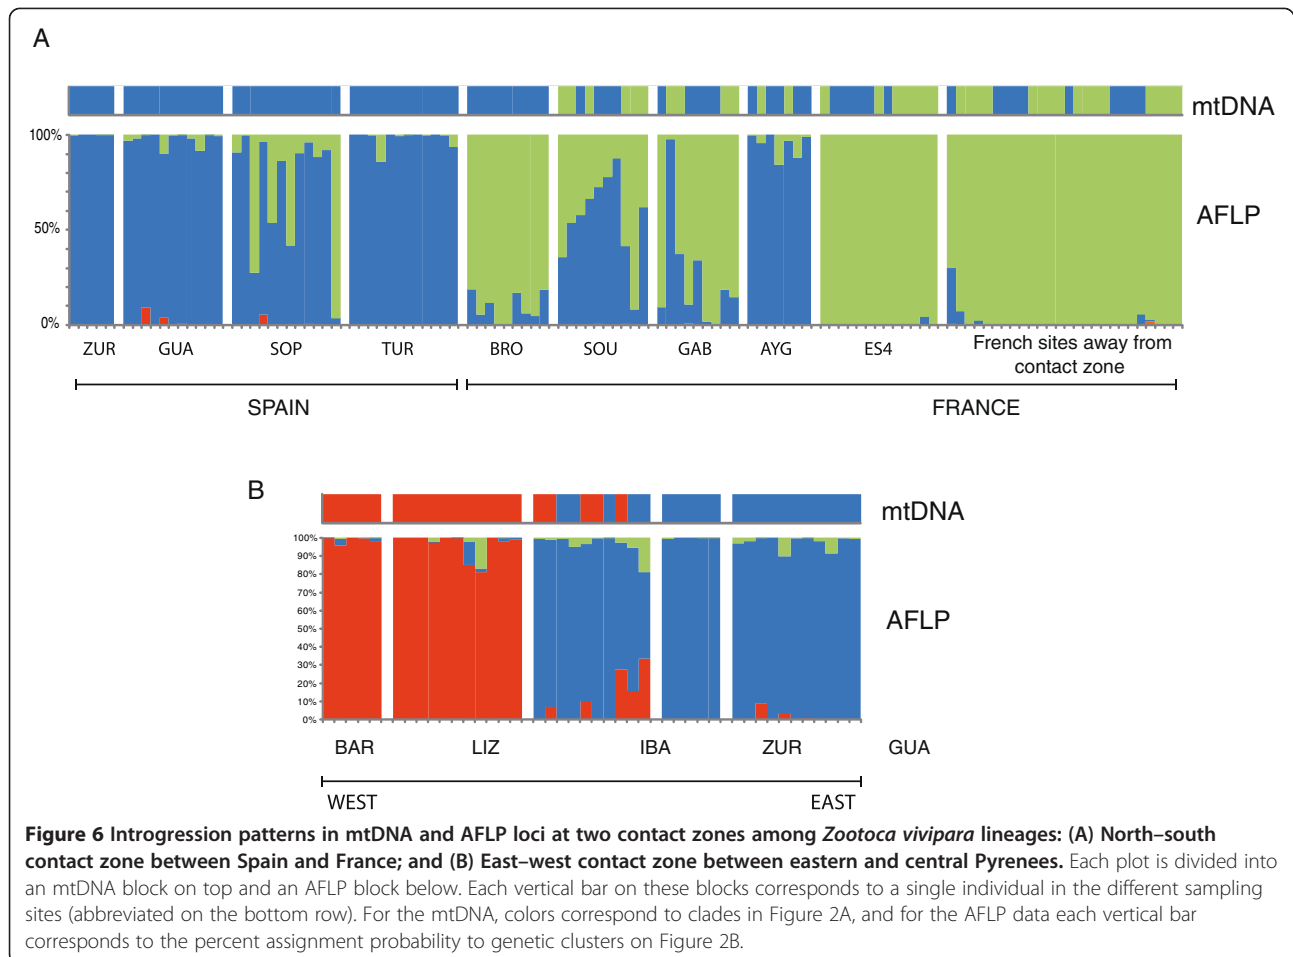 A
mtDNA
100%
50%
0%
AFLP
ZUR GUA SOP TUR BRO SOU GAB AYG ES4 French sites away from
contact zone
SPAIN FRANCE
B
mtDNA
100%
90%
80%
70%
60%
50%
40%
30%
20%
10%
0%
AFLP
BAR LIZ IBA ZUR GUA
WEST EAST
Figure 6 Introgression patterns in mtDNA and AFLP loci at two contact zones among Zootoca vivipara lineages: (A) North–south
contact zone between Spain and France; and (B) East–west contact zone between eastern and central Pyrenees. Each plot is divided into
an mtDNA block on top and an AFLP block below. Each vertical bar on these blocks corresponds to a single individual in the different sampling
sites (abbreviated on the bottom row). For the mtDNA, colors correspond to clades in Figure 2A, and for the AFLP data each vertical bar
corresponds to the percent assignment probability to genetic clusters on Figure 2B.